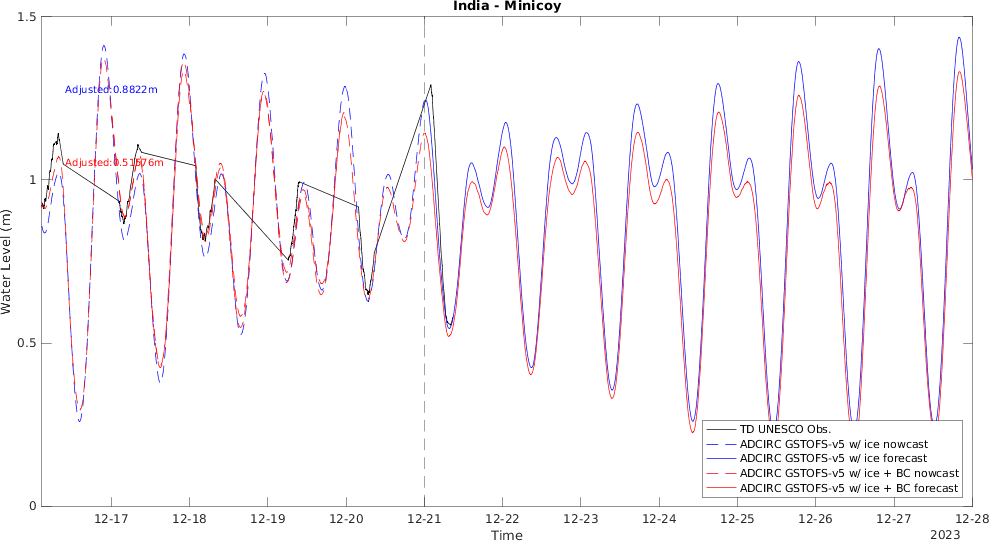 India - Minicoy
1.5
1
0.5
0
Water Level (m)
Adjusted:0.8822m
Adjusted:0.51576m
TD UNESCO Obs.
ADCIRC GSTOFS-v5 w/ ice nowcast
ADCIRC GSTOFS-v5 w/ ice forecast
ADCIRC GSTOFS-v5 w/ ice + BC nowcast
ADCIRC GSTOFS-v5 w/ ice + BC forecast
12-17 12-18 12-19 12-20 12-21 12-22 12-23 12-24 12-25 12-26 12-27 12-28
Time
2023